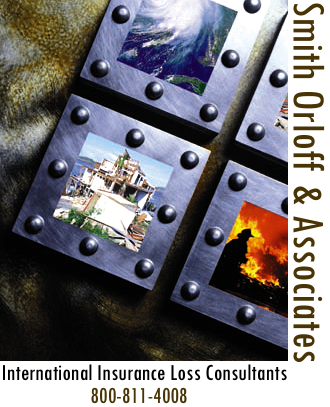 Smith Orloff & Associates
International Insurance Loss Consultants
800-811-4008